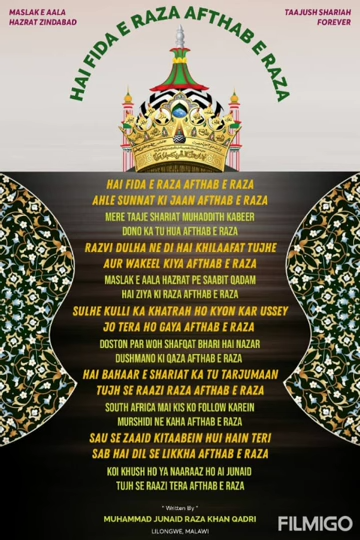 MASLAK E AALA
HAZRAT ZINDABAD
TAAJUSH SHARIAH
FOREVER
HAI FIDA E RAZA AFTHAB E RAZA
HAI FIDA E RAZA AFTHAB E RAZA
AHLE SUNNAT KI JAAN AFTHAB E RAZA
MERE TAAJE SHARIAT MUHADDITH KABEER
DONO KA TU HUA AFTHAB E RAZA
RAZVI DULHA NE DI HAI KHILAAFAT TUJHE
AUR WAKEEL KIYA AFTHAB E RAZA
MASLAK E AALA HAZRAT PE SAABIT QADAM
HAI ZIYA KI RAZA AFTHAB E RAZA
SULHE KULLI KA KHATRAH HO KYON KAR USSEY
JO TERA HO GAYA AFTHAB E RAZA
DOSTON PAR WOH SHAFQAT BHARI HAI NAZAR
DUSHMANO KI QAZA AFTHAB E RAZA
HAI BAHAAR E SHARIAT KA TU TARJUMAAN
TUJH SE RAAZI RAZA AFTHAB E RAZA
SOUTH AFRICA MAI KIS KO FOLLOW KAREIN
MURSHIDI NE KAHA AFTHAB E RAZA
SAU SE ZAAID KITAABEIN HUI HAIN TERI
SAB HAI DIL SE LIKKHA AFTHAB E RAZA
KOI KHUSH HO YA NAARAAZ HO AI JUNAID
TUJH SE RAAZI TERA AFTHAB E RAZA
" Written By "
MUHAMMAD JUNAID RAZA KHAN QADRI
LILONGWE, MALAWI
FILMIGO